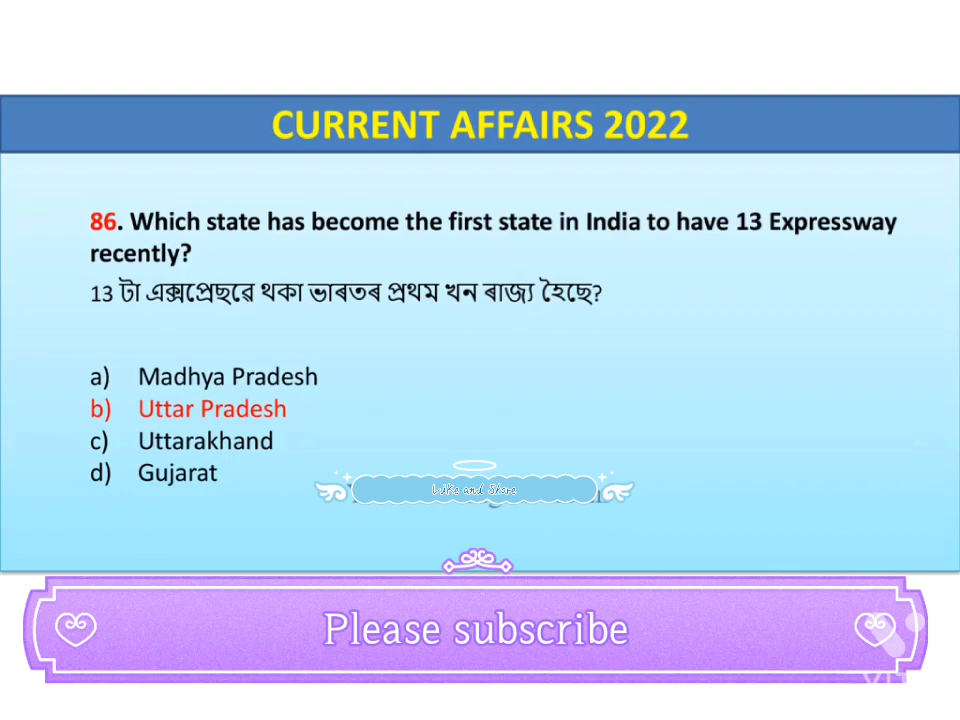 CURRENT AFFAIRS 2022
86. Which state has become the first state in India to have 13 Expressway
recently?
13 টা এক্সপ্ৰেছৱে থকা ভাৰতৰ প্ৰথম খন ৰাজ্য হৈছে?
a) Madhya Pradesh
b) Uttar Pradesh
c) Uttarakhand
d) Gujarat
Like and Share
Please subscribe